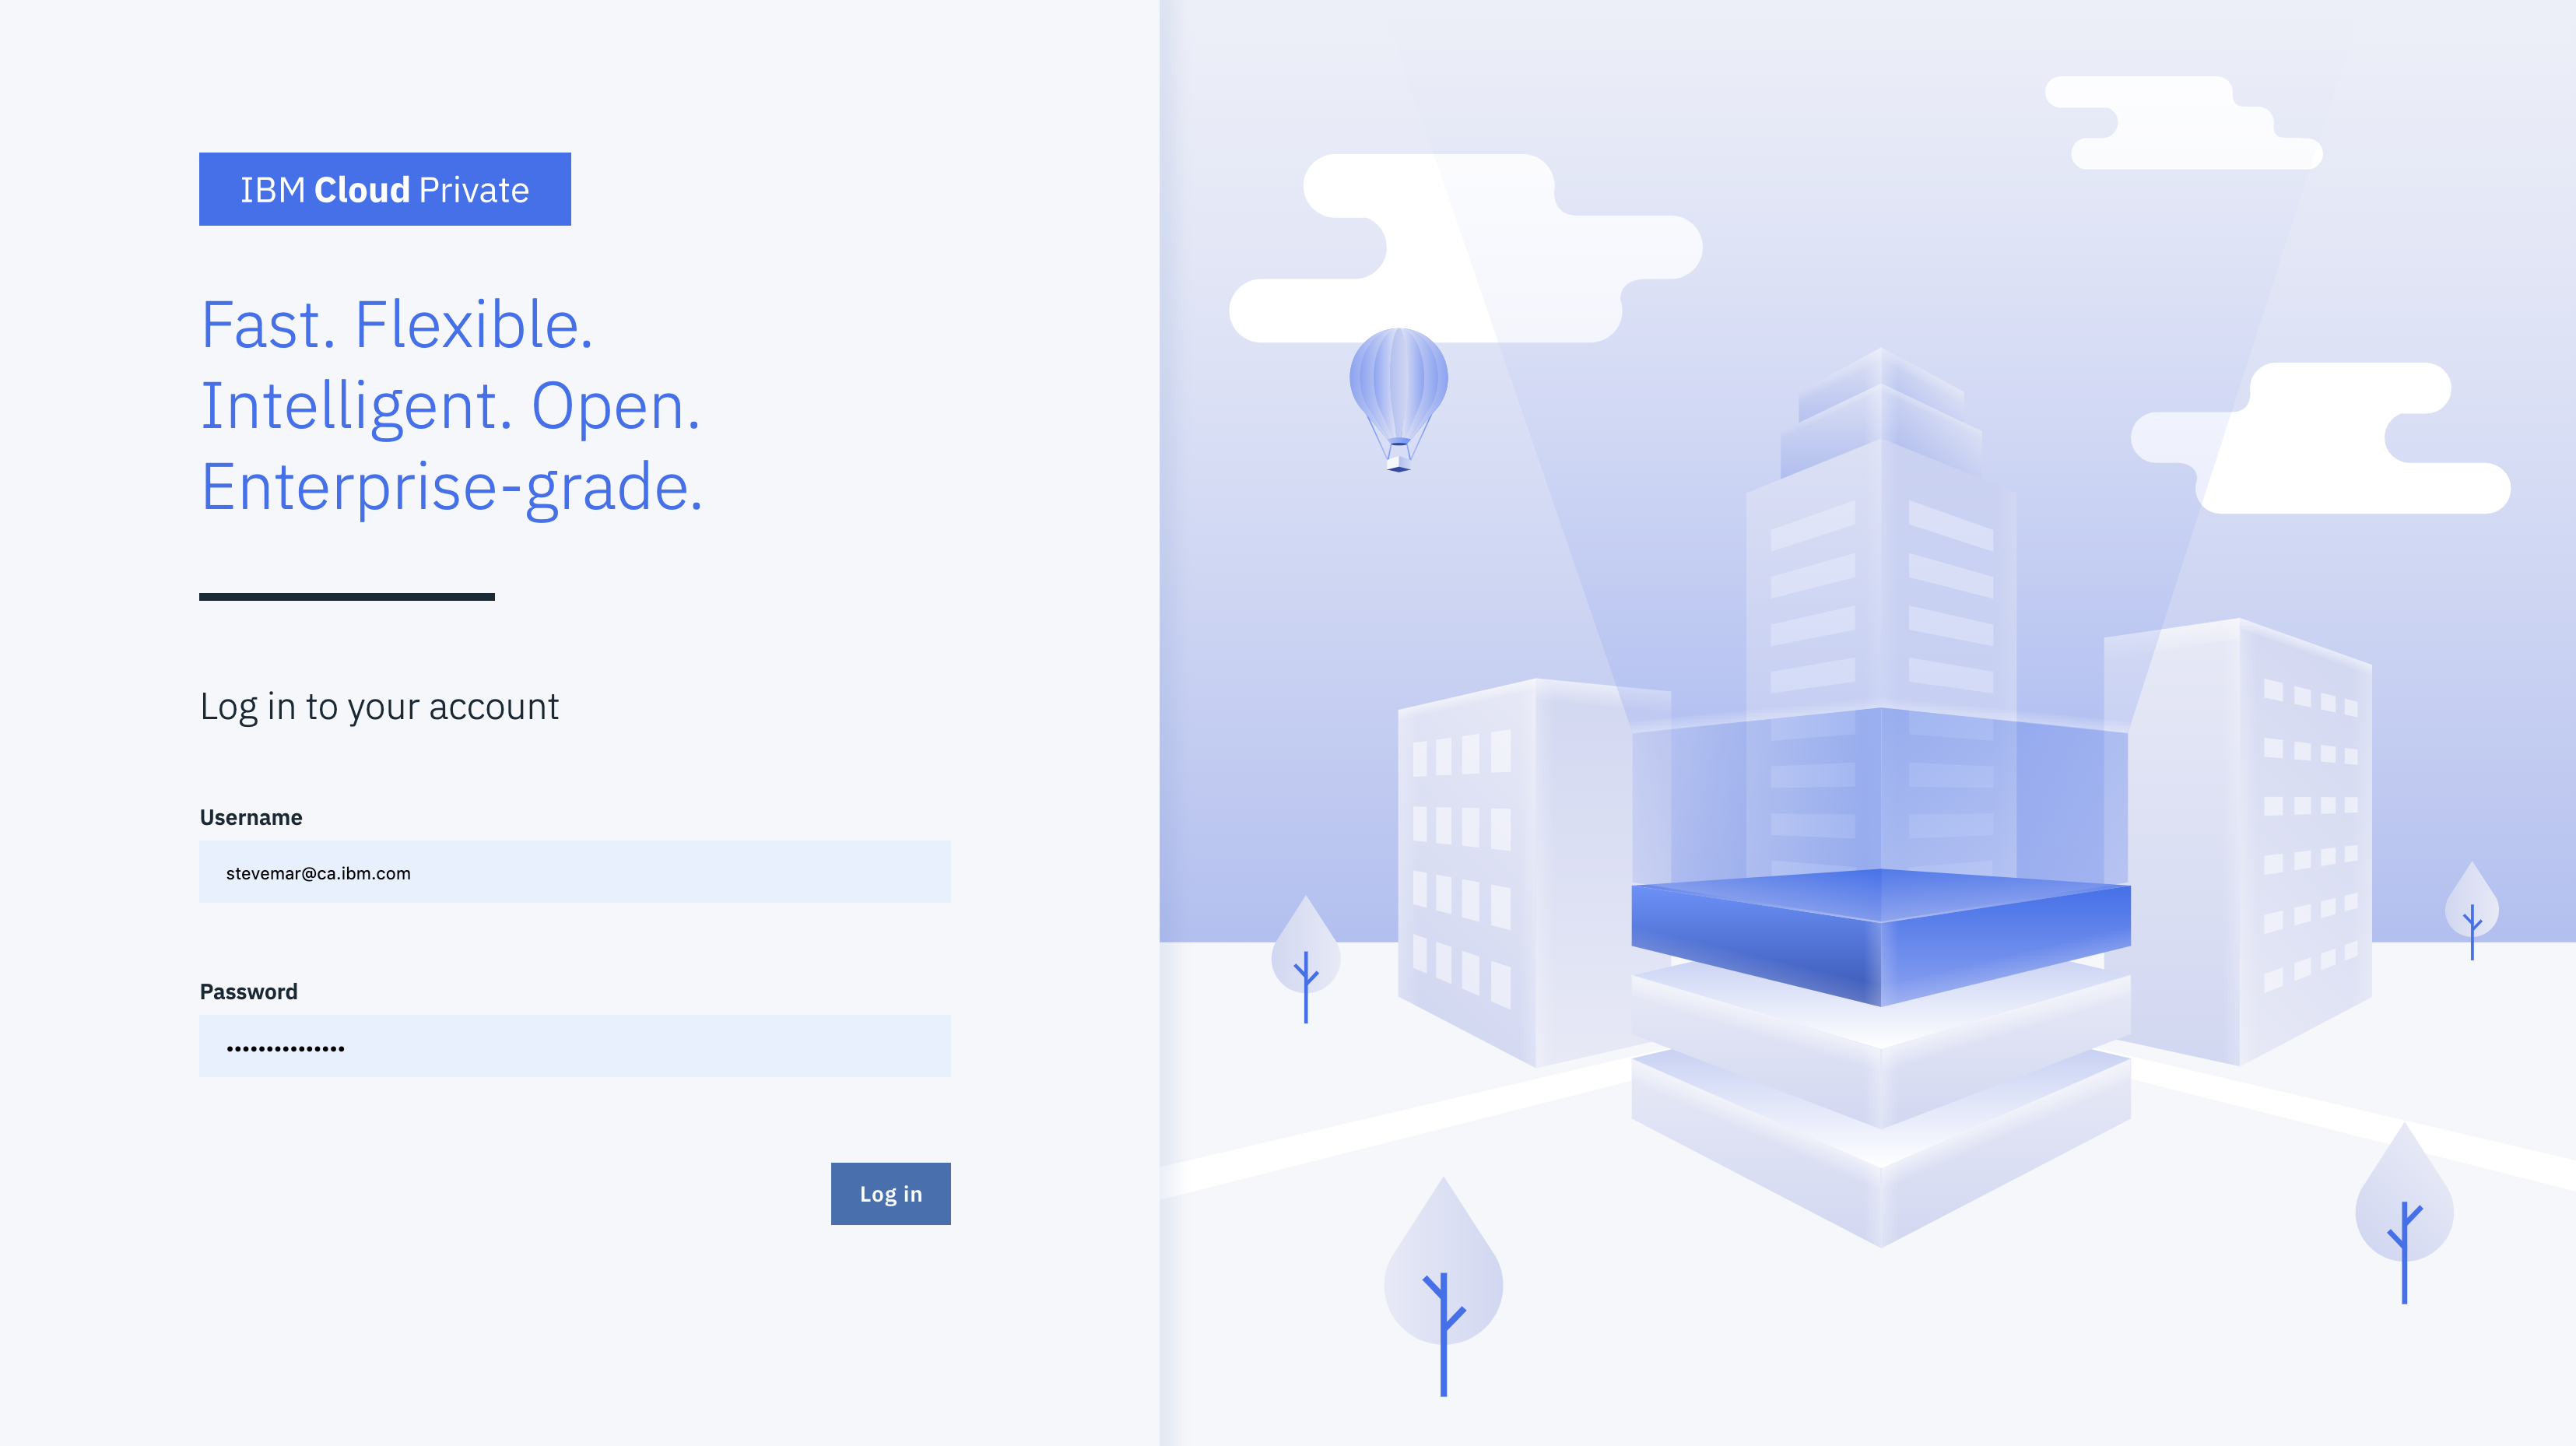 IBM Cloud Private
Fast. Flexible.
Intelligent. Open.
Enterprise-grade.
Log in to your account
Username
stevemar@ca.ibm.com
Password
•••••••••••••••
Log in